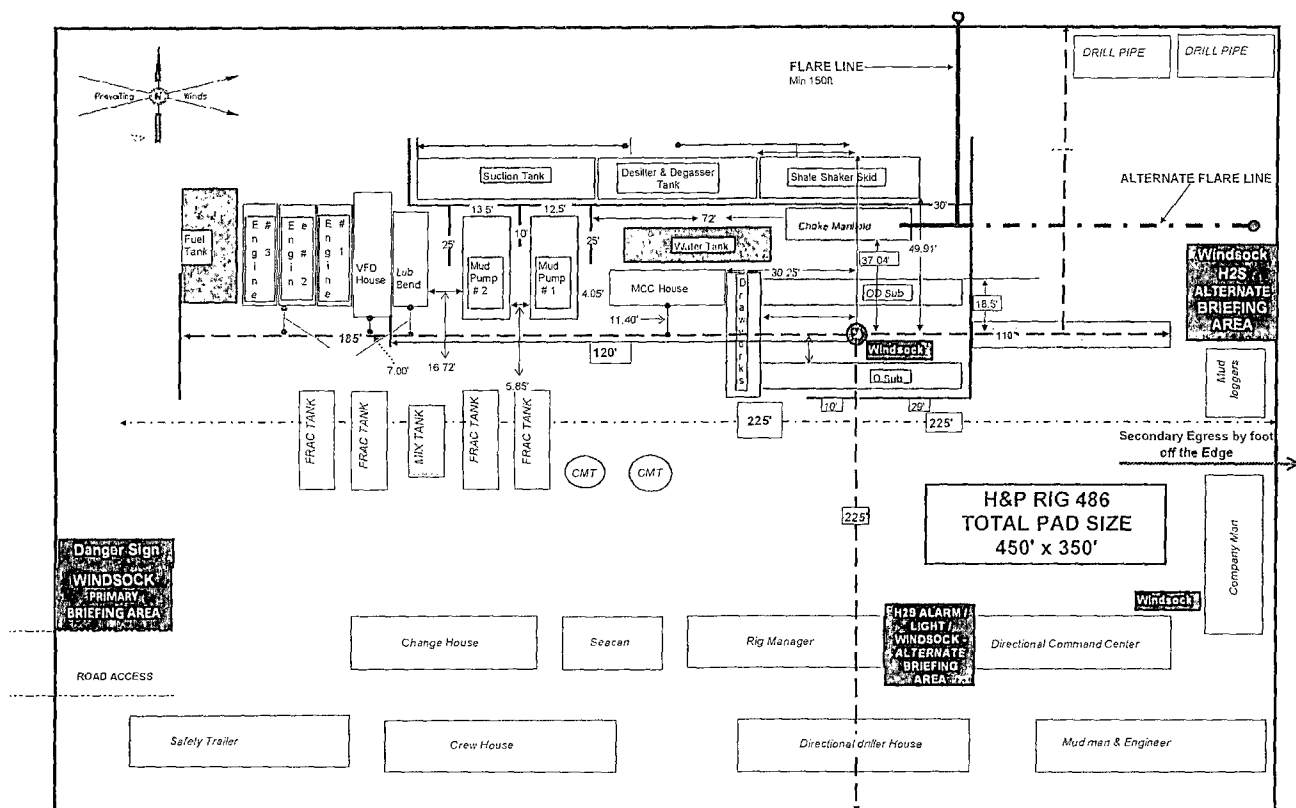 DRILL PIPE
DRILL PIPE
FLARE LINE
Min 150ft
Prevailing
N
Winds
Suction Tank
Desilter & Degasser
Tank
Shale Shaker Skid
ALTERNATE FLARE LINE
30'
13.5'
12.5'
72'
Choke Manifold
Fuel
Tank
Engine #3
Engine #2
Engine #1
VFD
House
Lub
Bend
25'
Mud
Pump
# 2
10'
Mud
Pump
# 1
25'
4.05'
Water Tank
49.91'
37.04'
30.25'
MCC House
Drawworks
OD Sub
18.5'
11.40'
Windsock
H2S
ALTERNATE
BRIEFING
AREA
185'
120'
110'
Windsock
7.00'
16.72'
5.85'
O Sub
Mud
loggers
10'
29'
FRAC TANK
FRAC TANK
MIX TANK
FRAC TANK
FRAC TANK
225'
225'
Secondary Egress by foot
off the Edge
CMT
CMT
H&P RIG 486
TOTAL PAD SIZE
450' x 350'
225'
Company Man
Danger Sign
WINDSOCK
PRIMARY
BRIEFING AREA
Windsock
H2S ALARM /
LIGHT /
WINDSOCK -
ALTERNATE
BRIEFING
AREA
Change House
Seacan
Rig Manager
Directional Command Center
ROAD ACCESS
Safety Trailer
Crew House
Directional driller House
Mud man & Engineer